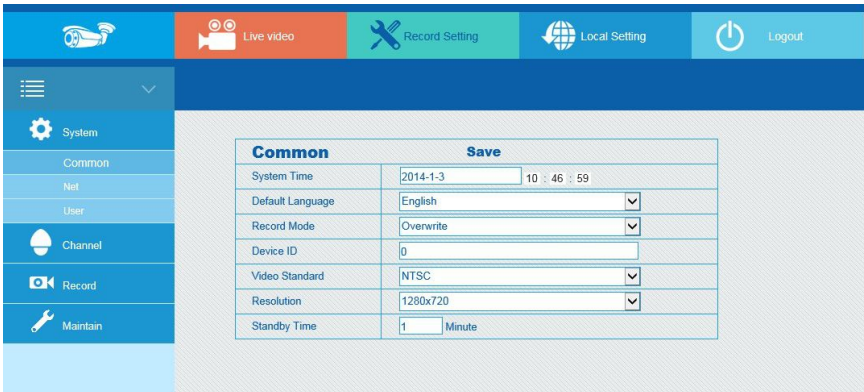 Live video
Record Setting
Local Setting
Logout
System
Common
Net
User
Channel
Record
Maintain
Common Save
System Time 2014-1-3 10 : 46 : 59
Default Language English
Record Mode Overwrite
Device ID 0
Video Standard NTSC
Resolution 1280x720
Standby Time 1 Minute